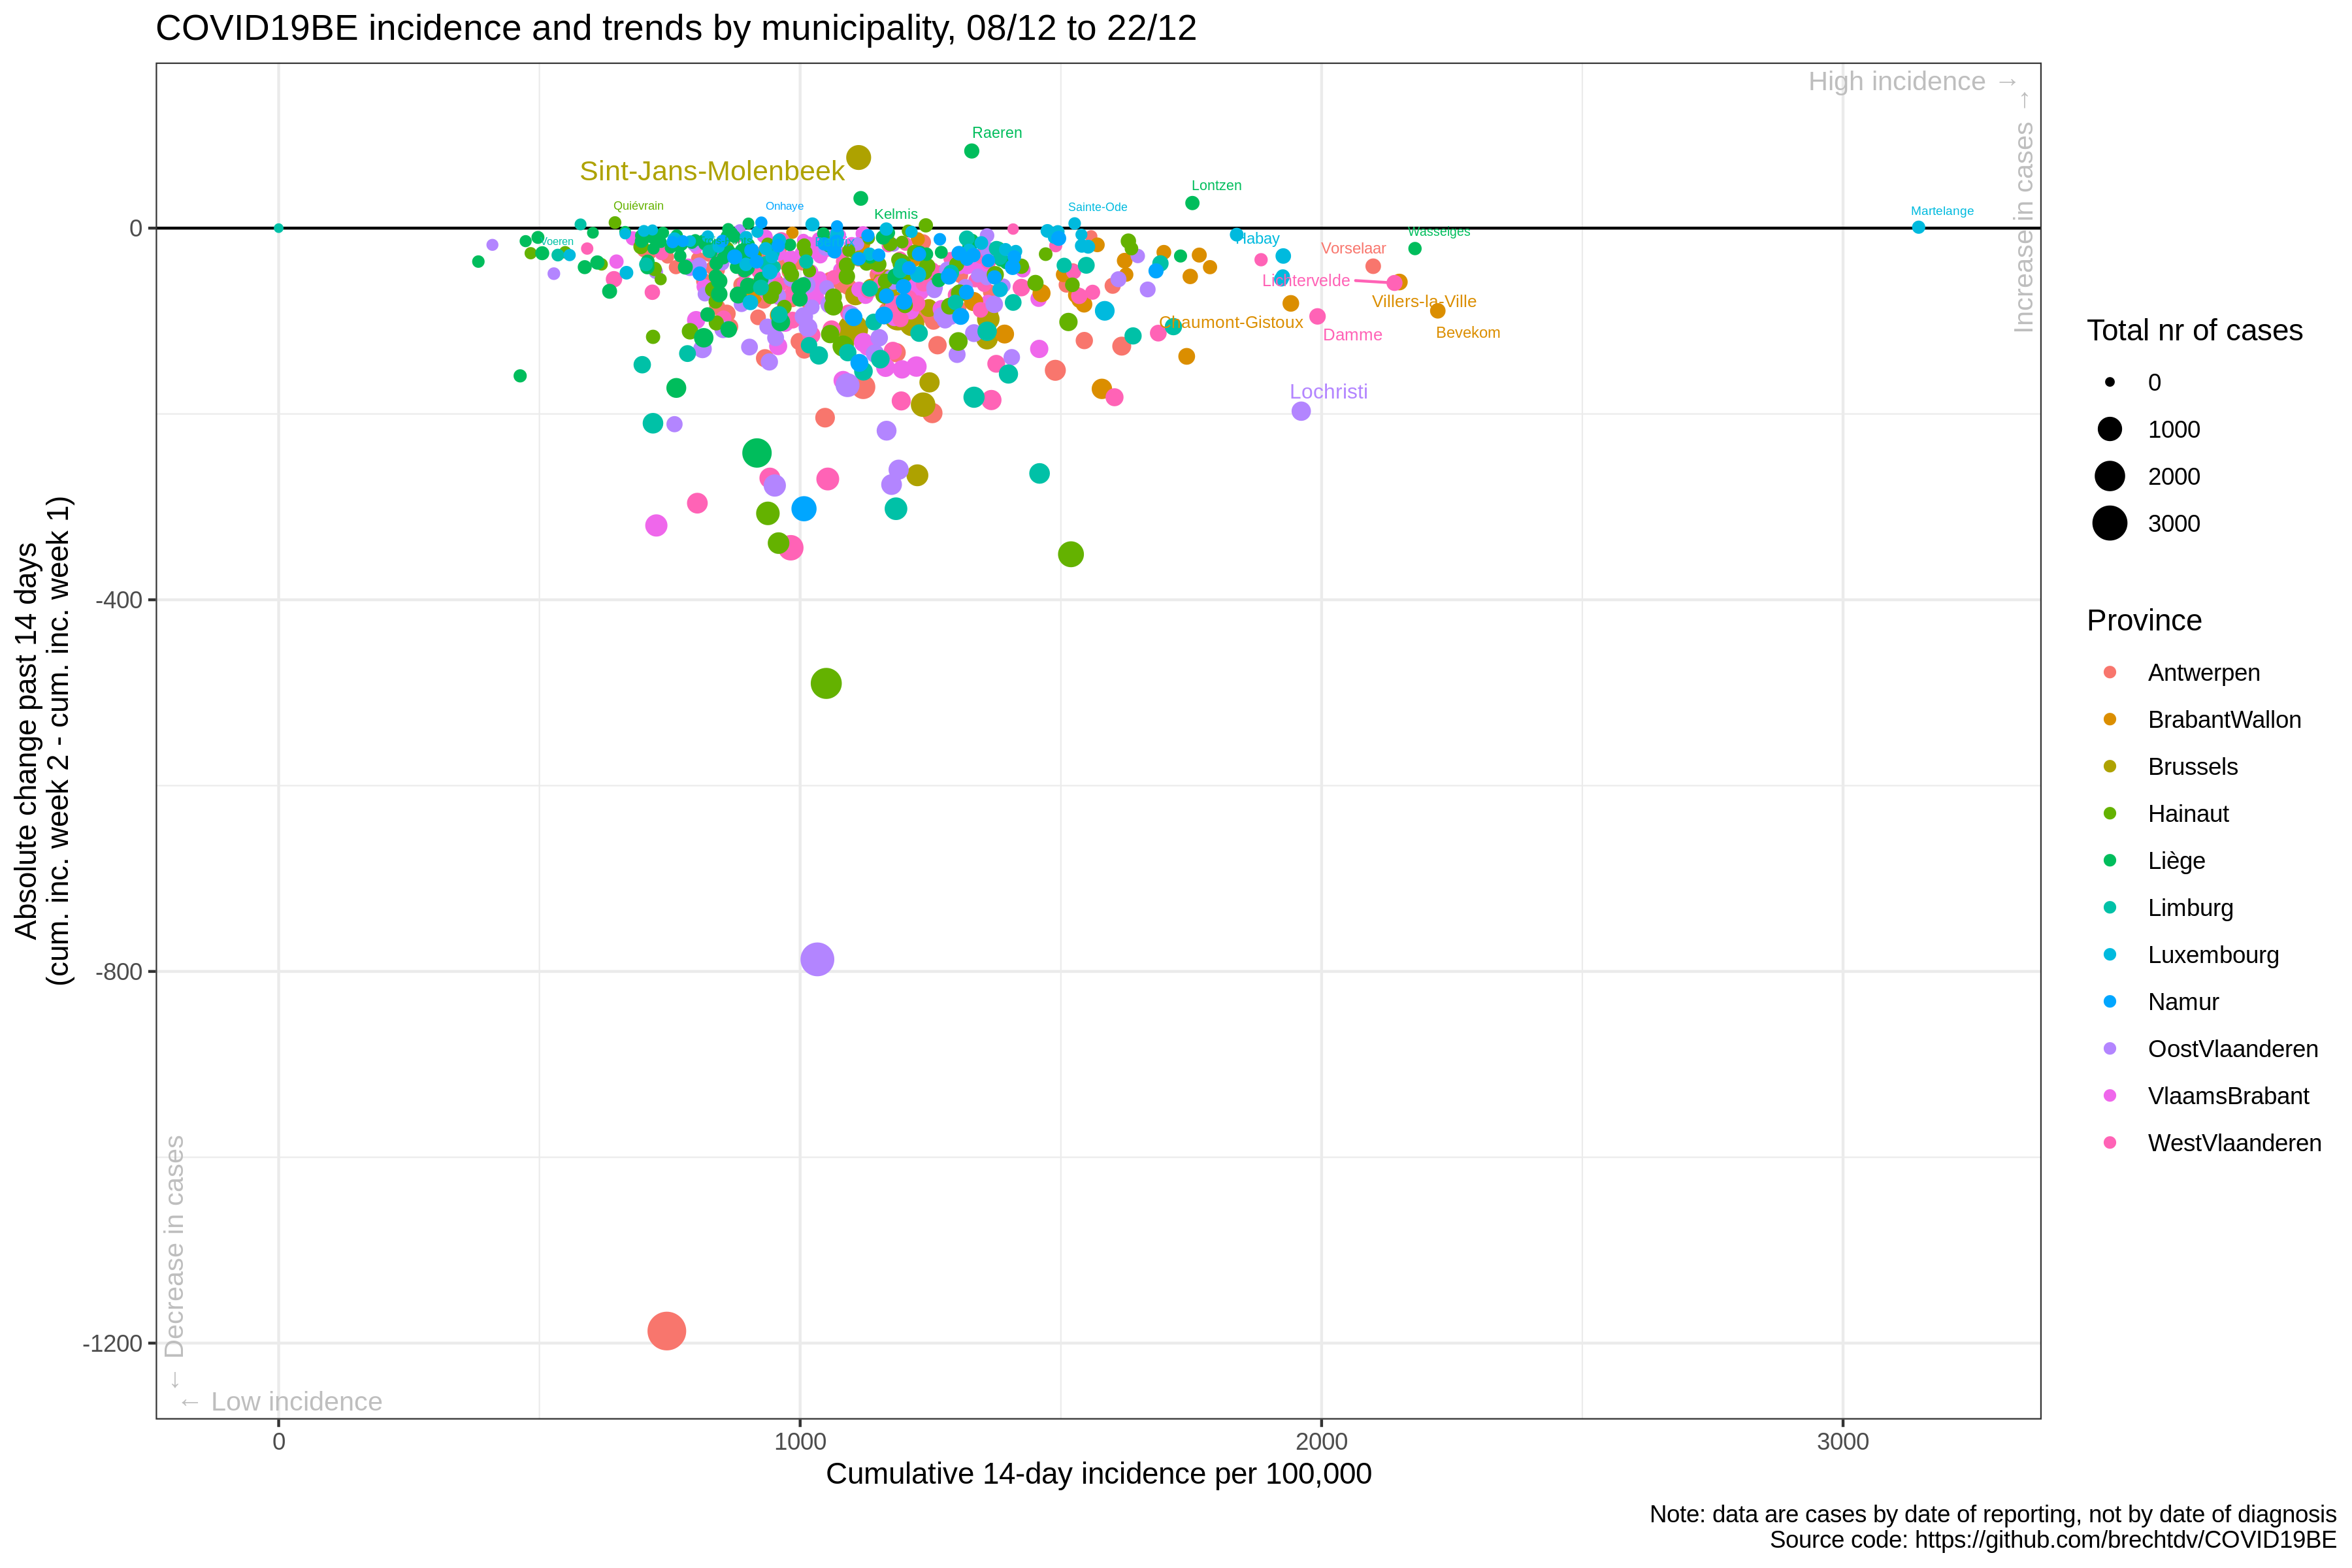 COVID19BE incidence and trends by municipality, 08/12 to 22/12
High incidence →
Increase in cases →
Raeren
Sint-Jans-Molenbeek
Lontzen
Quiévrain
Onhaye
Kelmis
Sainte-Ode
Martelange
Voeren
Habay
Wasseiges
Vorselaar
Lichtervelde
Villers-la-Ville
Chaumont-Gistoux
Damme
Bevekom
Lochristi
0
-400
-800
-1200
Absolute change past 14 days
(cum. inc. week 2 - cum. inc. week 1)
← Decrease in cases
← Low incidence
0
1000
2000
3000
Cumulative 14-day incidence per 100,000
Total nr of cases
0
1000
2000
3000
Province
Antwerpen
BrabantWallon
Brussels
Hainaut
Liège
Limburg
Luxembourg
Namur
OostVlaanderen
VlaamsBrabant
WestVlaanderen
Note: data are cases by date of reporting, not by date of diagnosis
Source code: https://github.com/brechtdv/COVID19BE